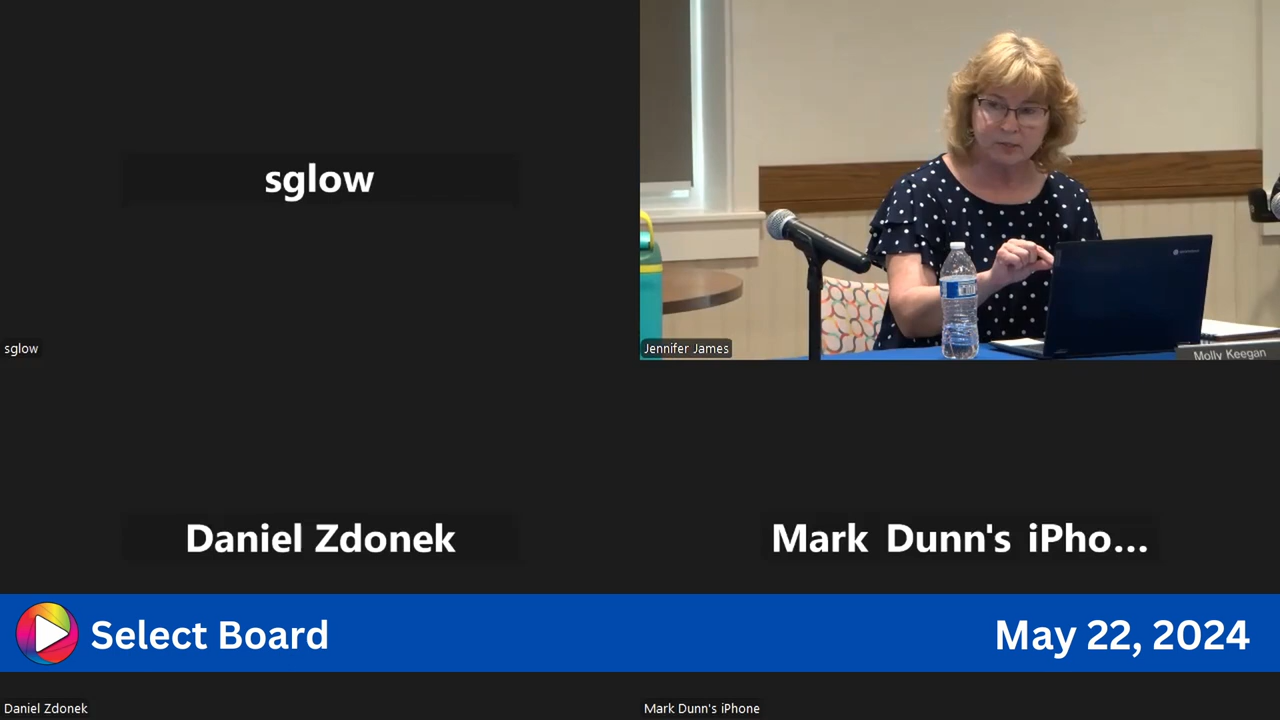 sglow
sglow
Jennifer James
Molly Keegan
Daniel Zdonek
Mark Dunn's iPho...
Select Board
May 22, 2024
Daniel Zdonek
Mark Dunn's iPhone